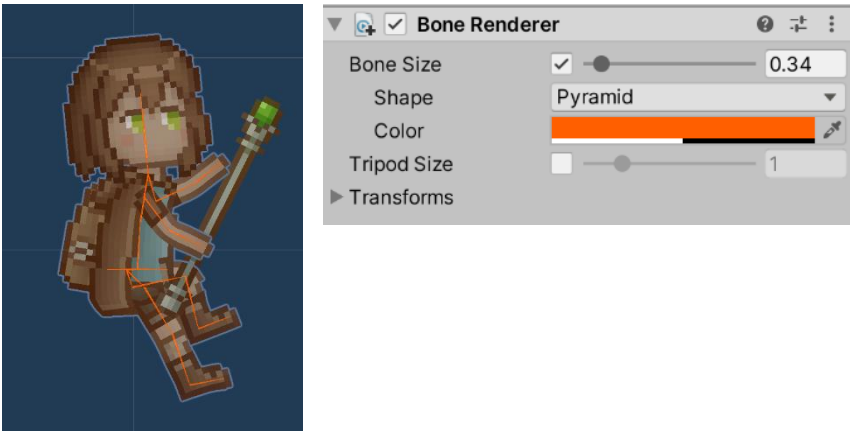 Bone Renderer
Bone Size 0.34
Shape Pyramid
Color
Tripod Size 1
Transforms